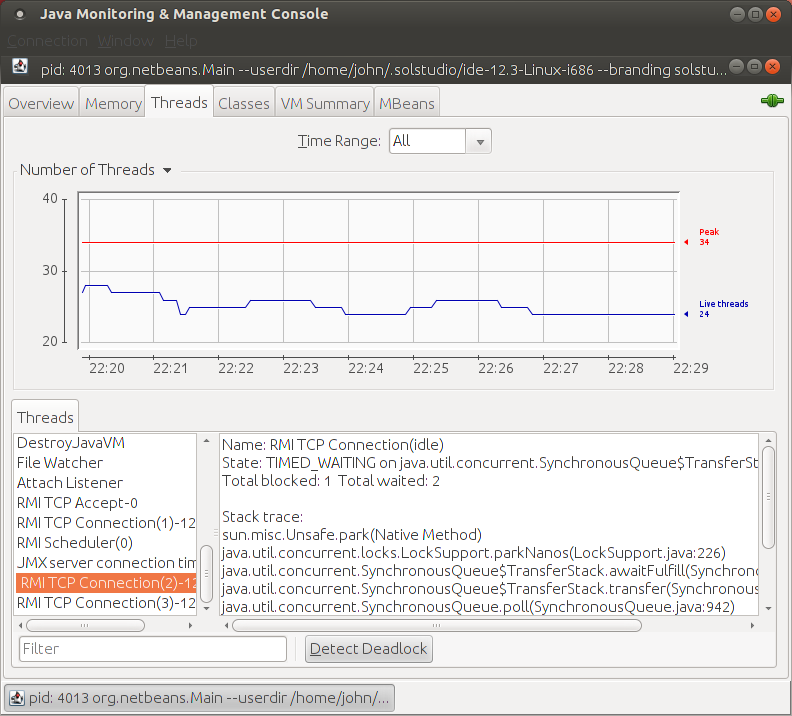 Java Monitoring & Management Console
Connection Window Help
pid: 4013 org.netbeans.Main --userdir /home/john/.solstudio/ide-12.3-Linux-i686 --branding solstu...
Overview Memory Threads Classes VM Summary MBeans
Time Range: All
Number of Threads
40
30
20
Peak
34
Live threads
24
22:20 22:21 22:22 22:23 22:24 22:25 22:26 22:27 22:28 22:29
Threads
DestroyJavaVM
File Watcher
Attach Listener
RMI TCP Accept-0
RMI TCP Connection(1)-12
RMI Scheduler(0)
JMX server connection tim
RMI TCP Connection(2)-12
RMI TCP Connection(3)-12
Name: RMI TCP Connection(idle)
State: TIMED_WAITING on java.util.concurrent.SynchronousQueue$TransferSt
Total blocked: 1 Total waited: 2
Stack trace:
sun.misc.Unsafe.park(Native Method)
java.util.concurrent.locks.LockSupport.parkNanos(LockSupport.java:226)
java.util.concurrent.SynchronousQueue$TransferStack.awaitFulfill(Synchron
java.util.concurrent.SynchronousQueue$TransferStack.transfer(Synchronous
java.util.concurrent.SynchronousQueue.poll(SynchronousQueue.java:942)
Filter
Detect Deadlock
pid: 4013 org.netbeans.Main --userdir /home/john/...